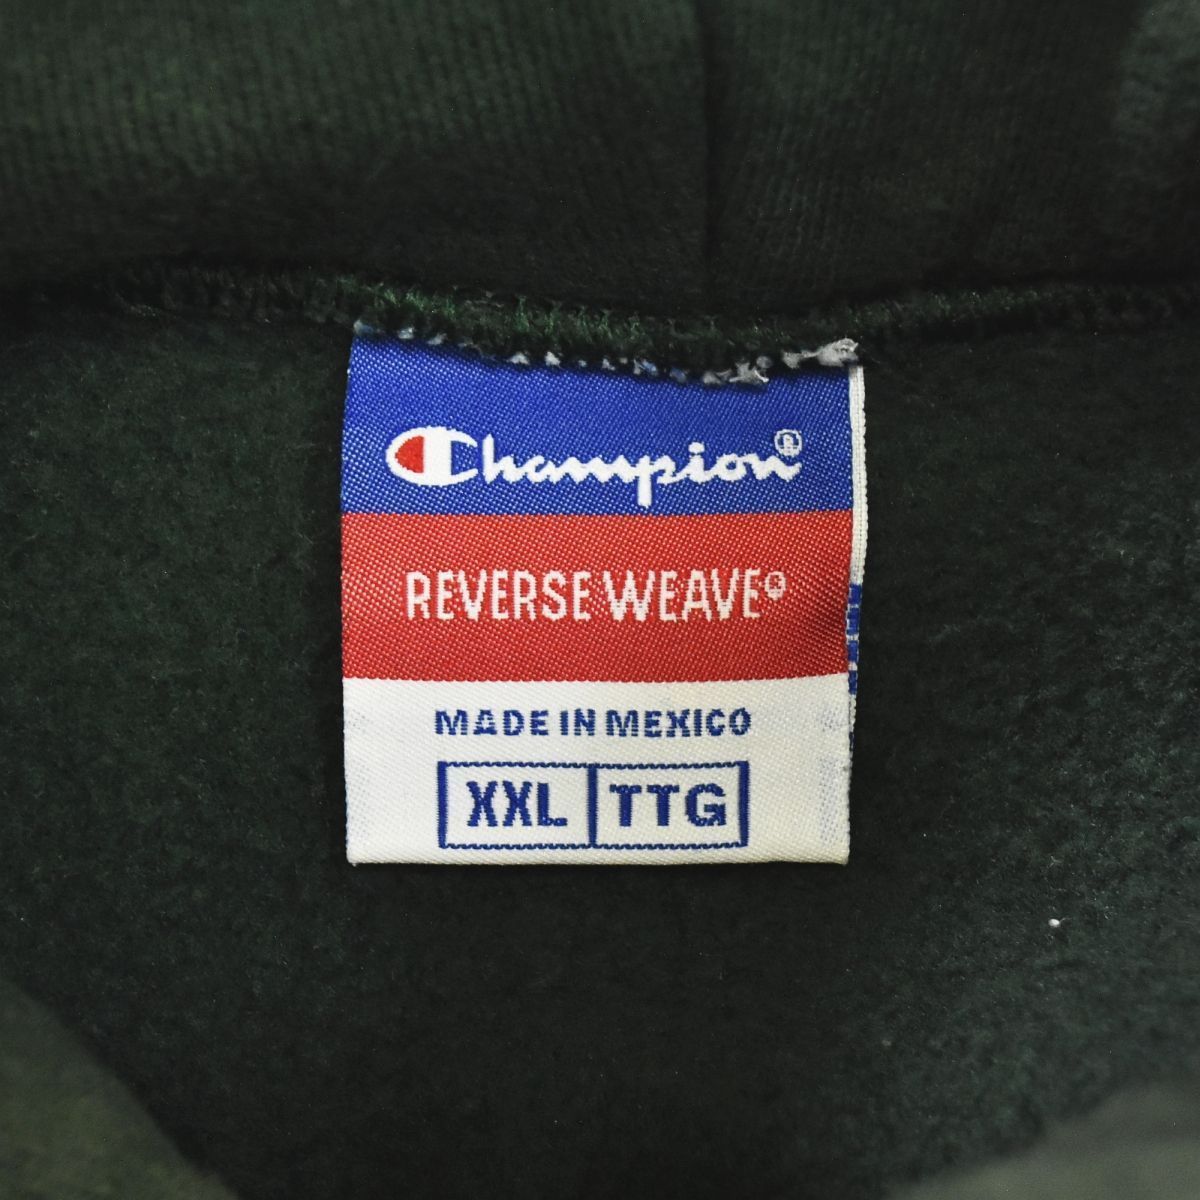 Champion®
REVERSE WEAVE®
MADE IN MEXICO
XXL TTG